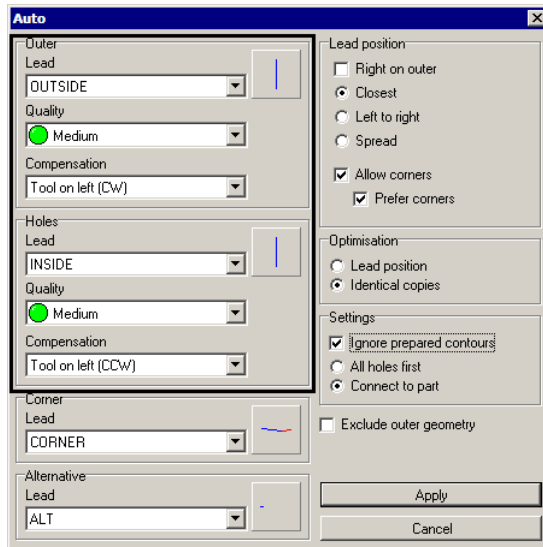 Auto
Outer
Lead
OUTSIDE
Quality
Medium
Compensation
Tool on left (CW)
Holes
Lead
INSIDE
Quality
Medium
Compensation
Tool on left (CCW)
Corner
Lead
CORNER
Alternative
Lead
ALT
Lead position
Right on outer
Closest
Left to right
Spread
Allow corners
Prefer corners
Optimisation
Lead position
Identical copies
Settings
Ignore prepared contours
All holes first
Connect to part
Exclude outer geometry
Apply
Cancel